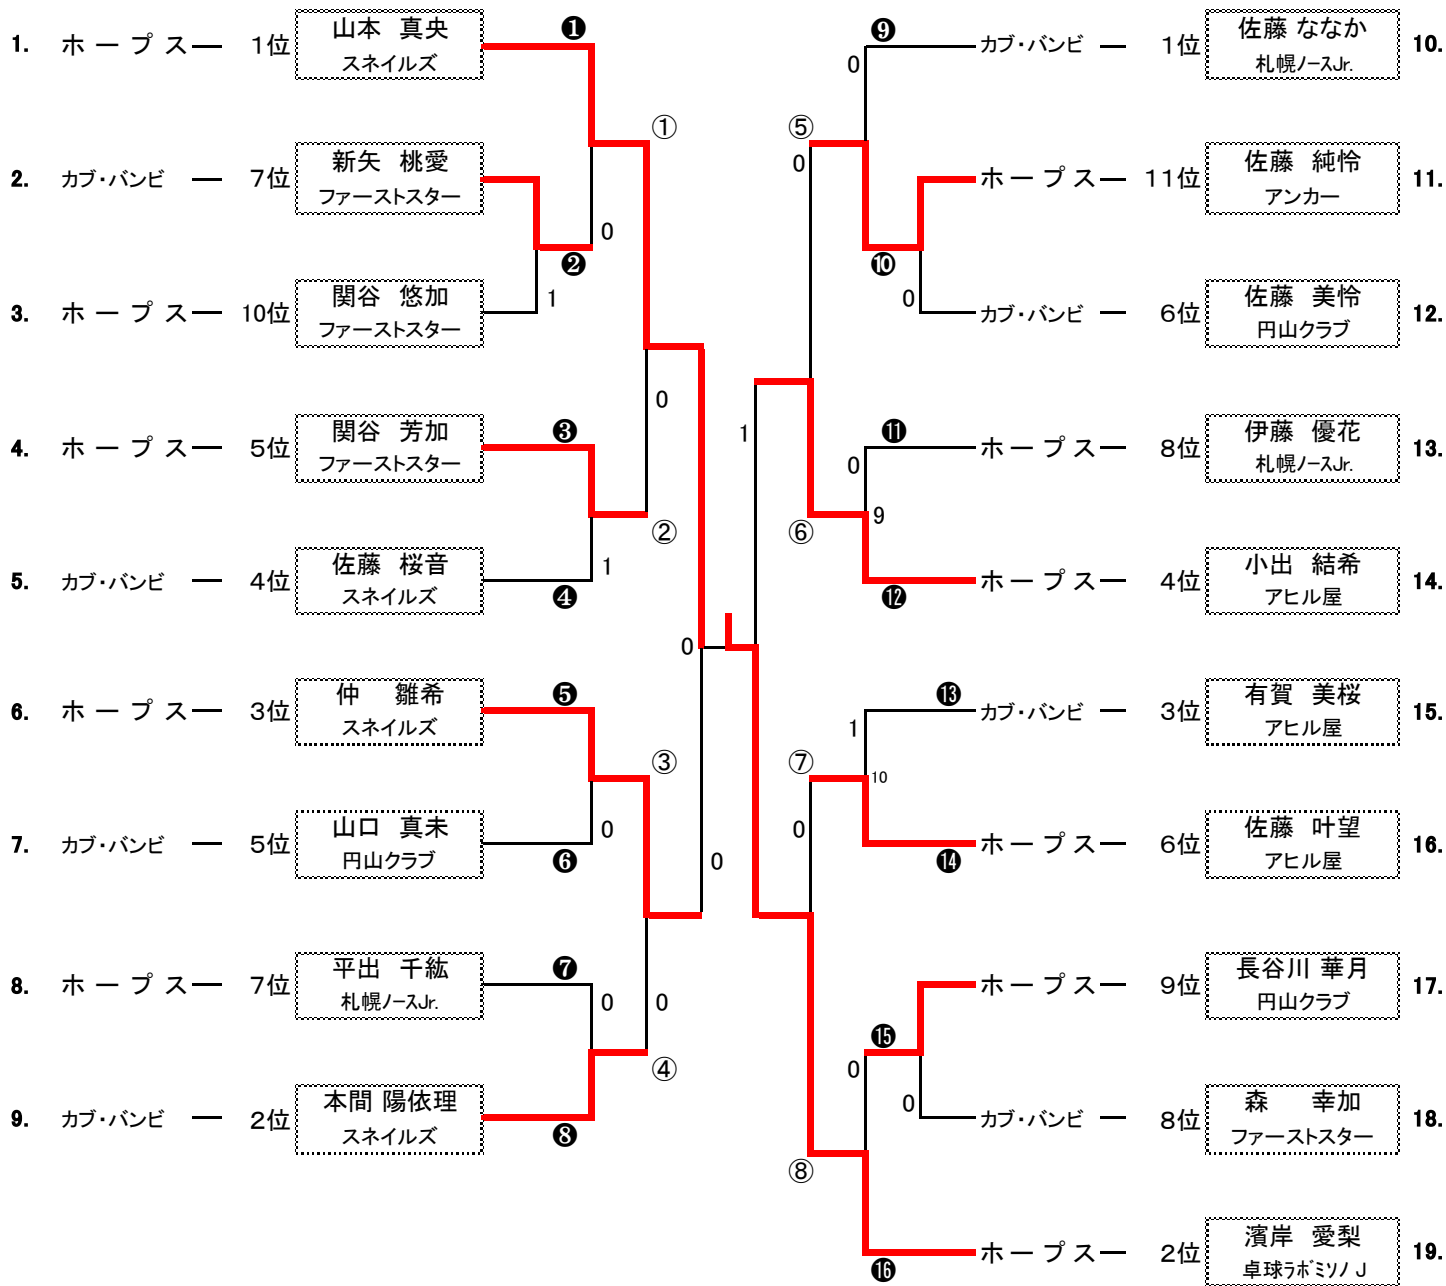 1. ホープス 1位 山本 真央
スネイルズ
2. カブ・バンビ 7位 新矢 桃愛
ファーストスター
3. ホープス 10位 関谷 悠加
ファーストスター
4. ホープス 5位 関谷 芳加
ファーストスター
5. カブ・バンビ 4位 佐藤 桜音
スネイルズ
6. ホープス 3位 仲 雛希
スネイルズ
7. カブ・バンビ 5位 山口 真未
円山クラブ
8. ホープス 7位 平出 千紘
札幌ノースJr.
9. カブ・バンビ 2位 本間 陽依理
スネイルズ
❶
①
0
❷
1
0
❸
②
1
❹
0
❺
③
0
❻
0
❼
0 0
④
❽
❾
0
⑤
0
❿
0
1
⓫
0
9
⑥
⓬
⓭
1
⑦
10
0
⓮
⓯
0
0
⑧
⓰
カブ・バンビ 1位 佐藤 ななか 10.
札幌ノースJr.
ホープス 11位 佐藤 純怜 11.
アンカー
カブ・バンビ 6位 佐藤 美怜 12.
円山クラブ
ホープス 8位 伊藤 優花 13.
札幌ノースJr.
ホープス 4位 小出 結希 14.
アヒル屋
カブ・バンビ 3位 有賀 美桜 15.
アヒル屋
ホープス 6位 佐藤 叶望 16.
アヒル屋
ホープス 9位 長谷川 華月 17.
円山クラブ
カブ・バンビ 8位 森 幸加 18.
ファーストスター
ホープス 2位 濱岸 愛梨 19.
卓球ラボミソノ J